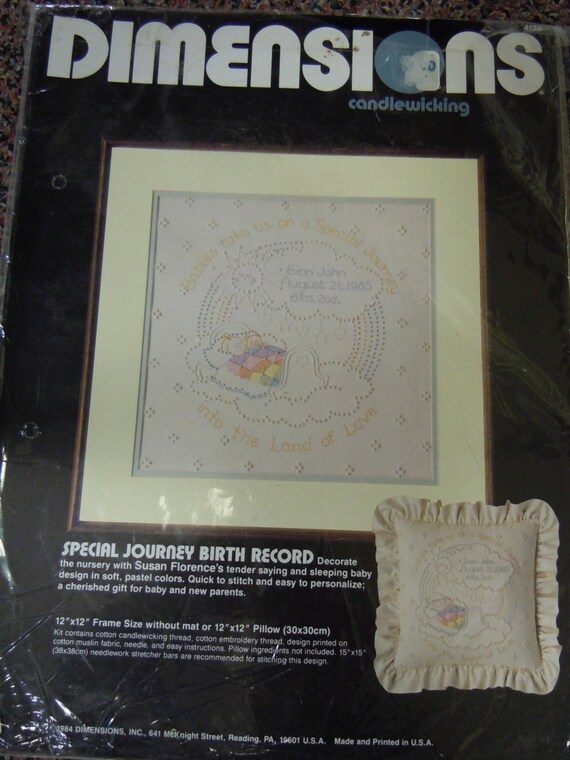 DIMENSIONS
candlewicking
Babies take us on a Special Journey
Evan John
August 21, 1985
6 lbs. 2oz.
into the Land of Love
SPECIAL JOURNEY BIRTH RECORD Decorate
the nursery with Susan Florence's tender saying and sleeping baby
design in soft, pastel colors. Quick to stitch and easy to personalize;
a cherished gift for baby and new parents.
12"x12" Frame Size without mat or 12"x12" Pillow (30x30cm)
Kit contains cotton candlewicking thread, cotton embroidery thread, design printed on
cotton muslin fabric, needle, and easy instructions. Pillow ingredients not included. 15"x15"
(38x38cm) needlework stretcher bars are recommended for stitching this design.
1984 DIMENSIONS, INC., 641 McKnight Street, Reading, PA, 19601 U.S.A. Made and Printed in U.S.A.